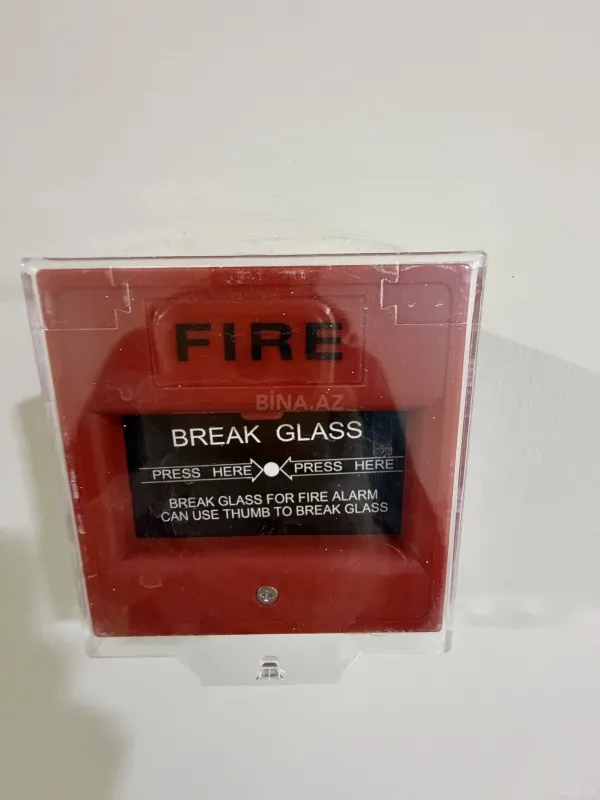 FIRE
BİNA.AZ
BREAK GLASS
PRESS HERE PRESS HERE
BREAK GLASS FOR FIRE ALARM
CAN USE THUMB TO BREAK GLASS